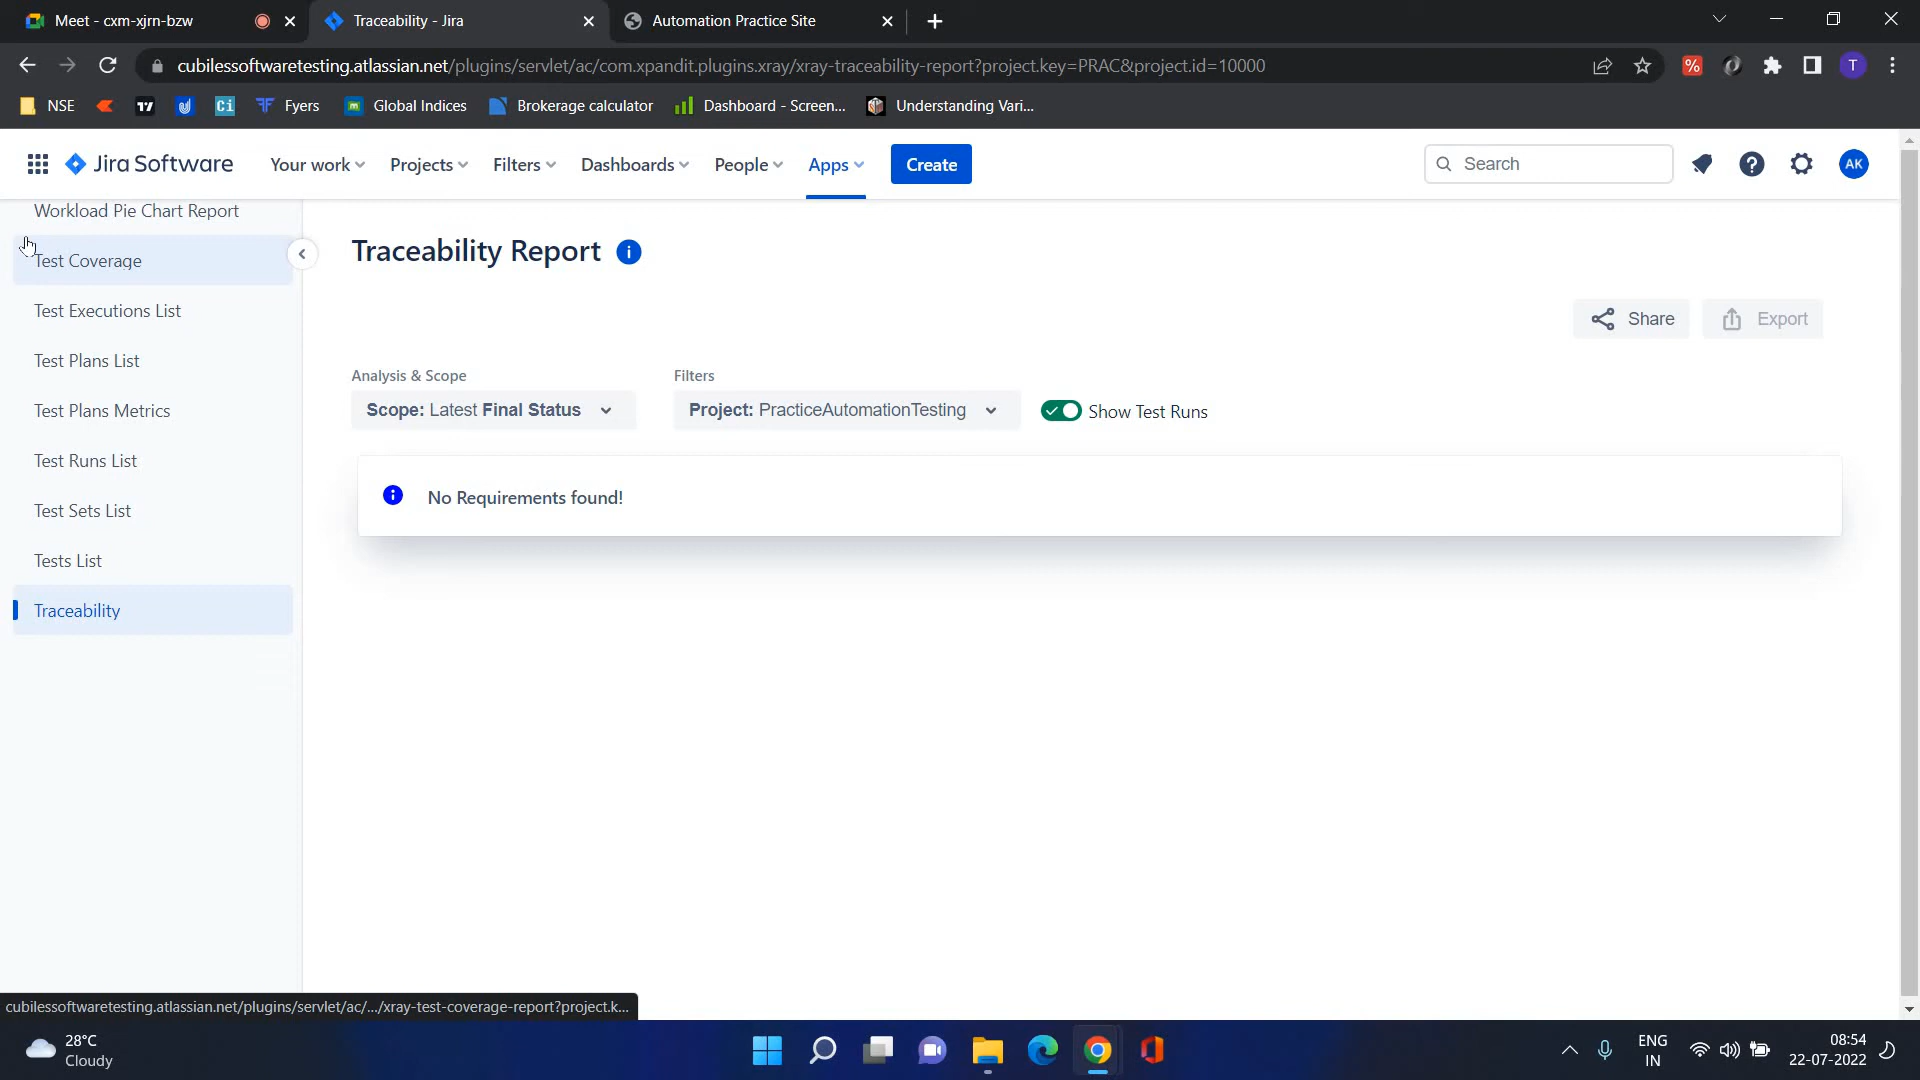 Meet - cxm-xjrn-bzw
Traceability - Jira
Automation Practice Site
cubilessoftwaretesting.atlassian.net/plugins/servlet/ac/com.xpandit.plugins.xray/xray-traceability-report?project.key=PRAC&project.id=10000
%
T
NSE
Ci
Fyers
Global Indices
Brokerage calculator
Dashboard - Screen...
Understanding Vari...
Jira Software
Your work
Projects
Filters
Dashboards
People
Apps
Create
Search
AK
Workload Pie Chart Report
Test Coverage
Test Executions List
Test Plans List
Test Plans Metrics
Test Runs List
Test Sets List
Tests List
Traceability
Traceability Report
Share
Export
Analysis & Scope
Filters
Scope: Latest Final Status
Project: PracticeAutomationTesting
Show Test Runs
No Requirements found!
cubilessoftwaretesting.atlassian.net/plugins/servlet/ac/.../xray-test-coverage-report?project.k...
28°C
Cloudy
ENG
IN
08:54
22-07-2022